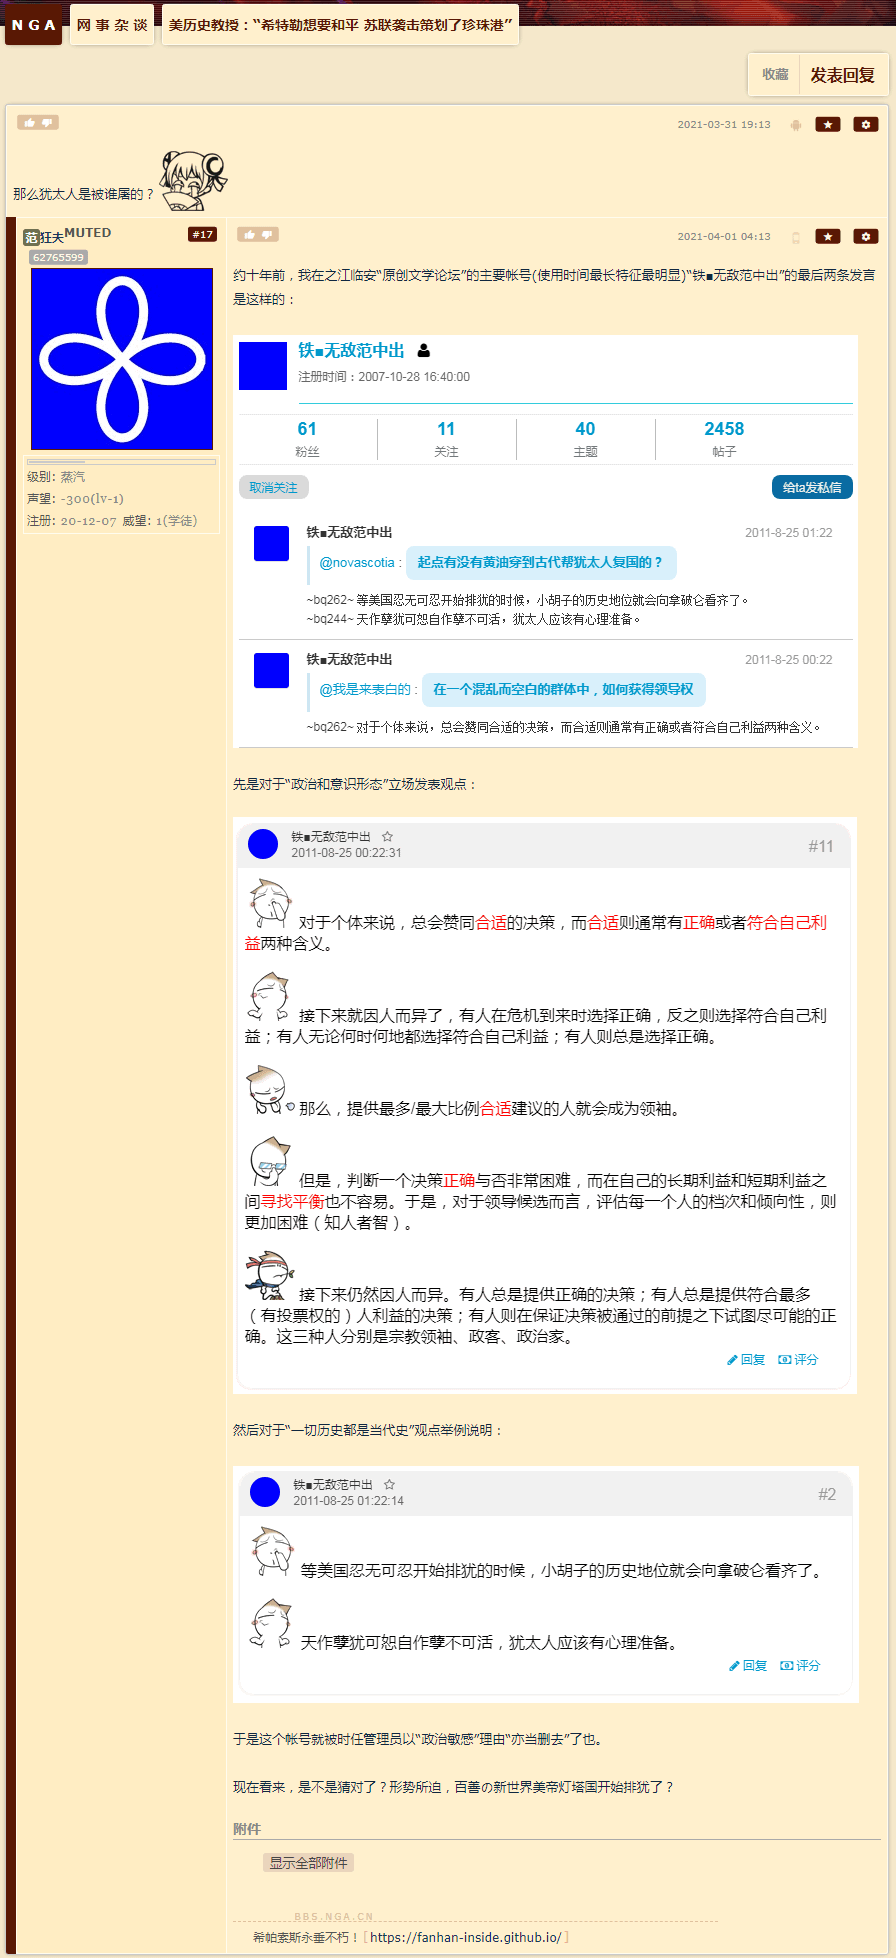 NGA 网事杂谈 美历史教授：“希特勒想要和平 苏联袭击策划了珍珠港”
收藏 发表回复
2021-03-31 19:13
那么犹太人是被谁屠的？
范狂夫MUTED #17
62765599
级别: 蒸汽
声望: -300(lv-1)
注册: 20-12-07 威望: 1(学徒)
2021-04-01 04:13
约十年前，我在之江临安“原创文学论坛”的主要帐号(使用时间最长特征最明显)“铁■无敌范中出”的最后两条发言
是这样的：
铁■无敌范中出
注册时间：2007-10-28 16:40:00
61 11 40 2458
粉丝 关注 主题 帖子
取消关注 给ta发私信
铁■无敌范中出 2011-8-25 01:22
@novascotia : 起点有没有黄油穿到古代帮犹太人复国的？
~bq262~ 等美国忍无可忍开始排犹的时候，小胡子的历史地位就会向拿破仑看齐了。
~bq244~ 天作孽犹可恕自作孽不可活，犹太人应该有心理准备。
铁■无敌范中出 2011-8-25 00:22
@我是来表白的 : 在一个混乱而空白的群体中，如何获得领导权
~bq262~ 对于个体来说，总会赞同合适的决策，而合适则通常有正确或者符合自己利益两种含义。
先是对于“政治和意识形态”立场发表观点：
铁■无敌范中出
2011-08-25 00:22:31 #11
对于个体来说，总会赞同合适的决策，而合适则通常有正确或者符合自己利
益两种含义。
接下来就因人而异了，有人在危机到来时选择正确，反之则选择符合自己利
益；有人无论何时何地都选择符合自己利益；有人则总是选择正确。
那么，提供最多/最大比例合适建议的人就会成为领袖。
但是，判断一个决策正确与否非常困难，而在自己的长期利益和短期利益之
间寻找平衡也不容易。于是，对于领导候选而言，评估每一个人的档次和倾向性，则
更加困难（知人者智）。
接下来仍然因人而异。有人总是提供正确的决策；有人总是提供符合最多
（有投票权的）人利益的决策；有人则在保证决策被通过的前提之下试图尽可能的正
确。这三种人分别是宗教领袖、政客、政治家。
回复 评分
然后对于“一切历史都是当代史”观点举例说明：
铁■无敌范中出
2011-08-25 01:22:14 #2
等美国忍无可忍开始排犹的时候，小胡子的历史地位就会向拿破仑看齐了。
天作孽犹可恕自作孽不可活，犹太人应该有心理准备。
回复 评分
于是这个帐号就被时任管理员以“政治敏感”理由“亦当删去”了也。
现在看来，是不是猜对了？形势所迫，百善の新世界美帝灯塔国开始排犹了？
附件
显示全部附件
BBS.NGA.CN
希帕索斯永垂不朽！[https://fanhan-inside.github.io/]